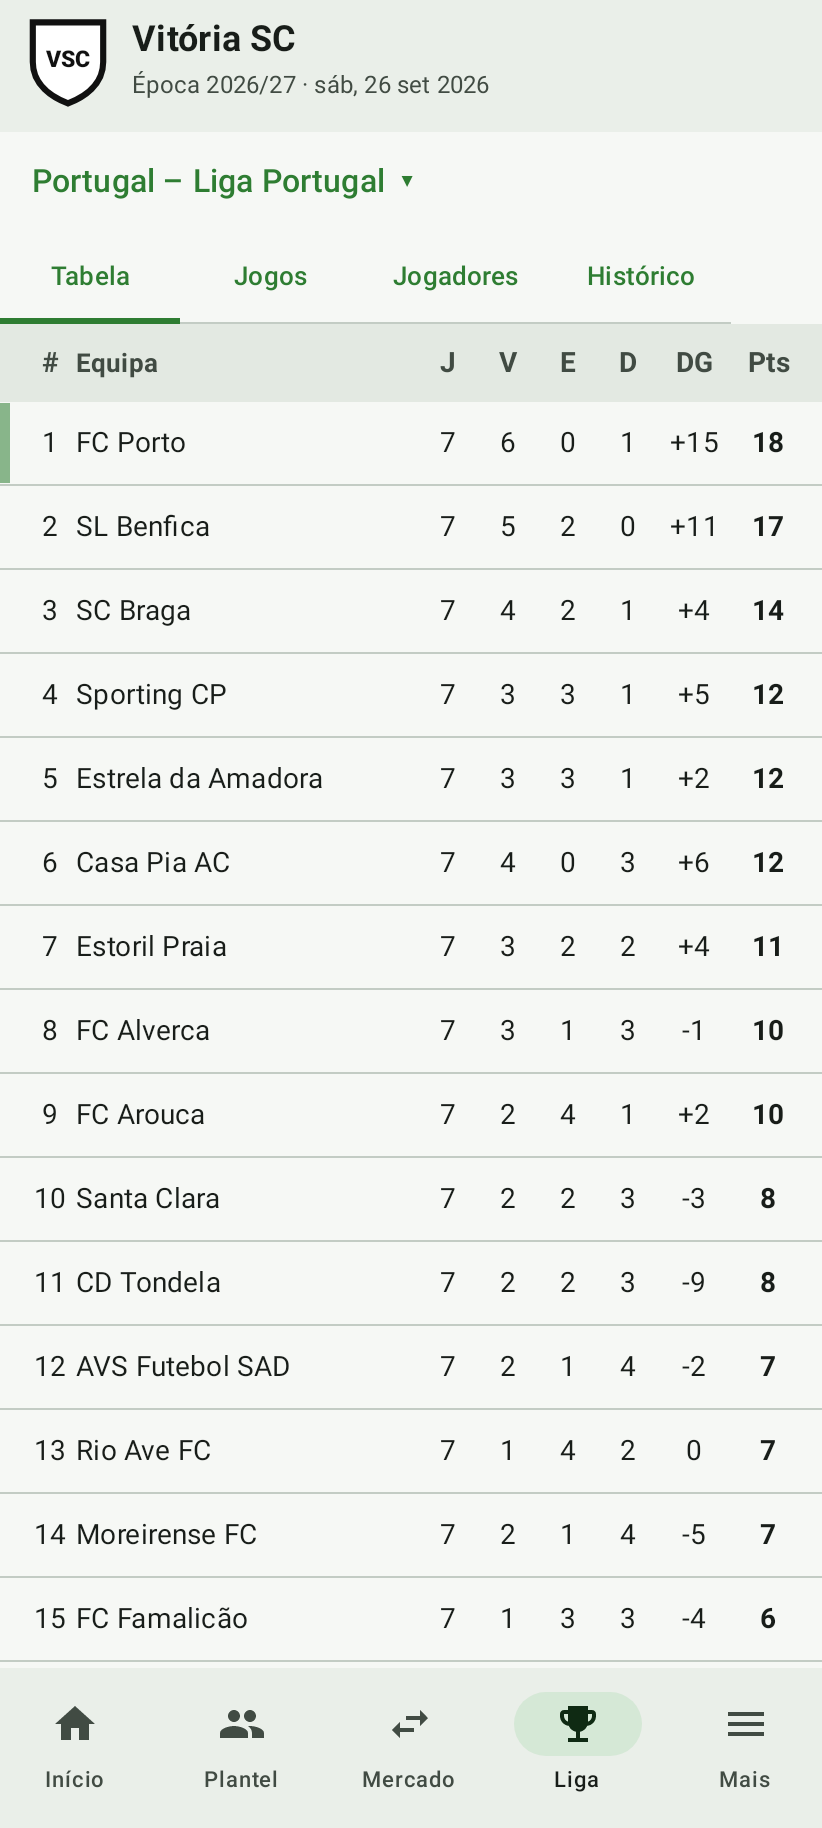 VSC
Vitória SC
Época 2026/27 · sáb, 26 set 2026
Portugal – Liga Portugal ▼
Tabela Jogos Jogadores Histórico
# Equipa J V E D DG Pts
1 FC Porto 7 6 0 1 +15 18
2 SL Benfica 7 5 2 0 +11 17
3 SC Braga 7 4 2 1 +4 14
4 Sporting CP 7 3 3 1 +5 12
5 Estrela da Amadora 7 3 3 1 +2 12
6 Casa Pia AC 7 4 0 3 +6 12
7 Estoril Praia 7 3 2 2 +4 11
8 FC Alverca 7 3 1 3 -1 10
9 FC Arouca 7 2 4 1 +2 10
10 Santa Clara 7 2 2 3 -3 8
11 CD Tondela 7 2 2 3 -9 8
12 AVS Futebol SAD 7 2 1 4 -2 7
13 Rio Ave FC 7 1 4 2 0 7
14 Moreirense FC 7 2 1 4 -5 7
15 FC Famalicão 7 1 3 3 -4 6
Início Plantel Mercado Liga Mais